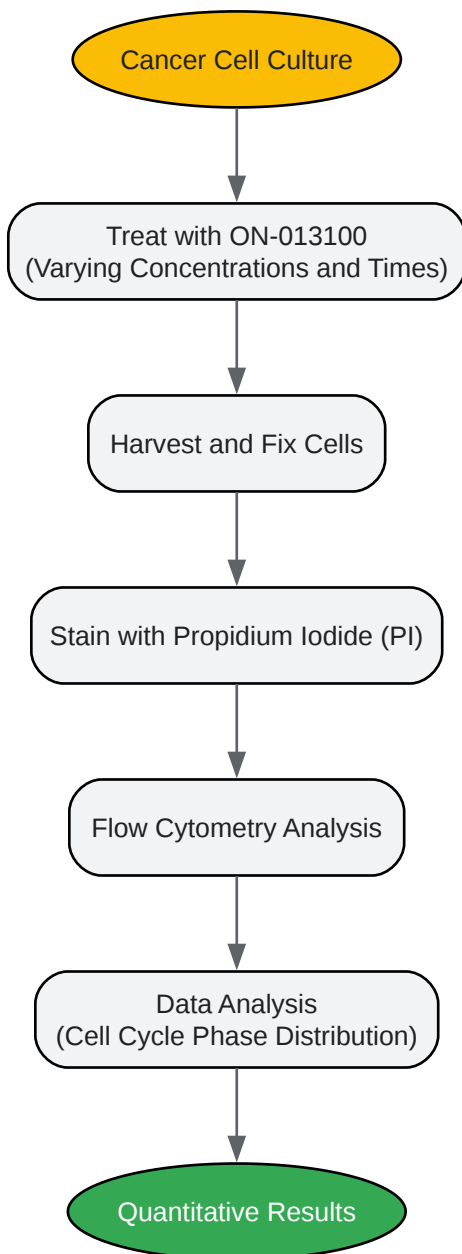 Cancer Cell Culture
Treat with ON-013100
(Varying Concentrations and Times)
Harvest and Fix Cells
Stain with Propidium Iodide (PI)
Flow Cytometry Analysis
Data Analysis
(Cell Cycle Phase Distribution)
Quantitative Results